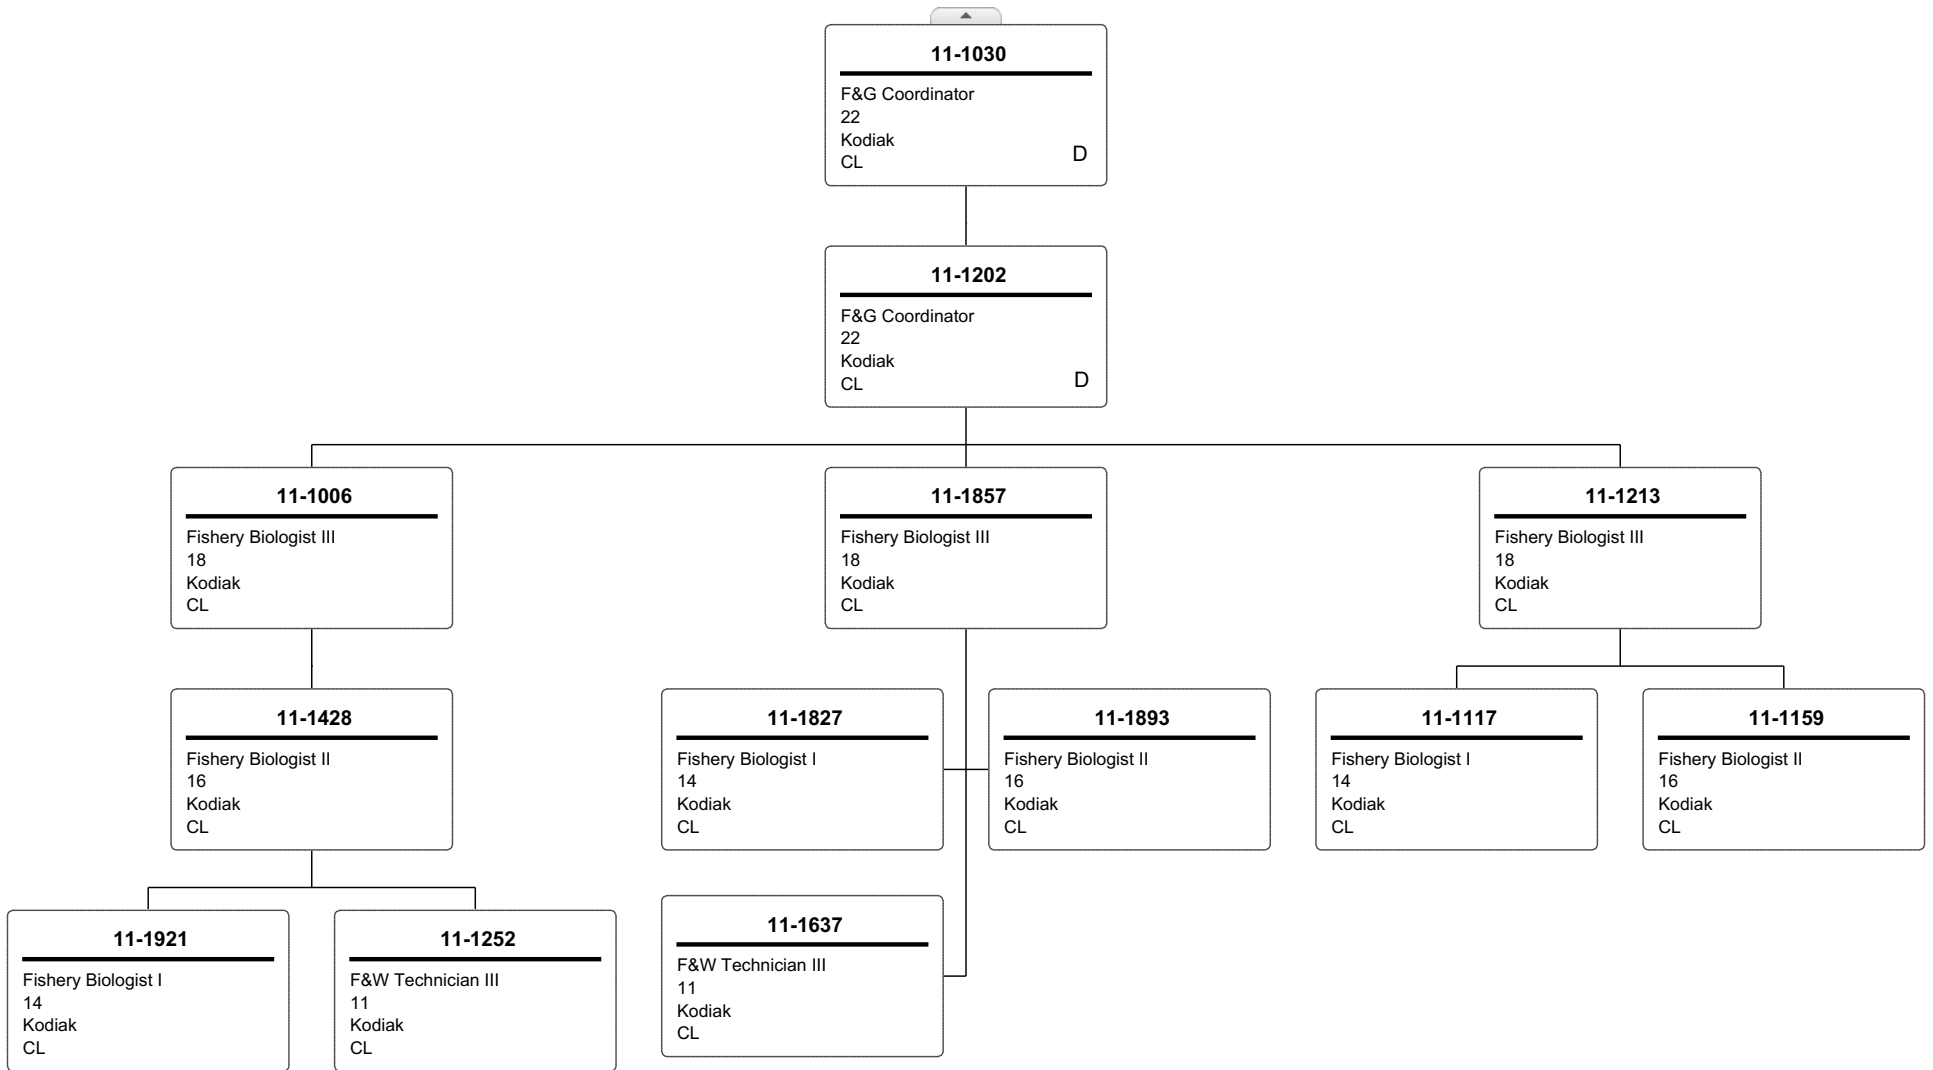 11-1030
F&G Coordinator
22
Kodiak
CL
D
11-1202
F&G Coordinator
22
Kodiak
CL
D
11-1006
Fishery Biologist III
18
Kodiak
CL
11-1857
Fishery Biologist III
18
Kodiak
CL
11-1213
Fishery Biologist III
18
Kodiak
CL
11-1428
Fishery Biologist II
16
Kodiak
CL
11-1827
Fishery Biologist I
14
Kodiak
CL
11-1893
Fishery Biologist II
16
Kodiak
CL
11-1117
Fishery Biologist I
14
Kodiak
CL
11-1159
Fishery Biologist II
16
Kodiak
CL
11-1921
Fishery Biologist I
14
Kodiak
CL
11-1252
F&W Technician III
11
Kodiak
CL
11-1637
F&W Technician III
11
Kodiak
CL